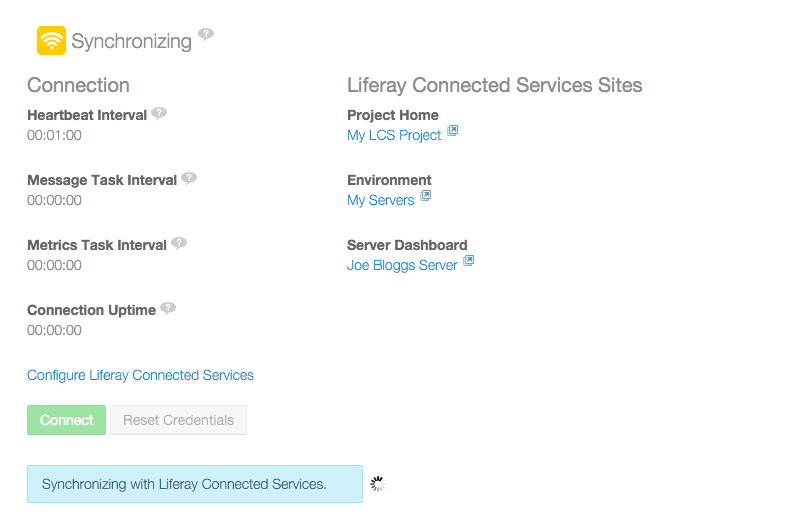 Synchronizing ?
Connection
Heartbeat Interval ?
00:01:00
Message Task Interval ?
00:00:00
Metrics Task Interval ?
00:00:00
Connection Uptime ?
00:00:00
Configure Liferay Connected Services
Connect Reset Credentials
Synchronizing with Liferay Connected Services.
Liferay Connected Services Sites
Project Home
My LCS Project
Environment
My Servers
Server Dashboard
Joe Bloggs Server